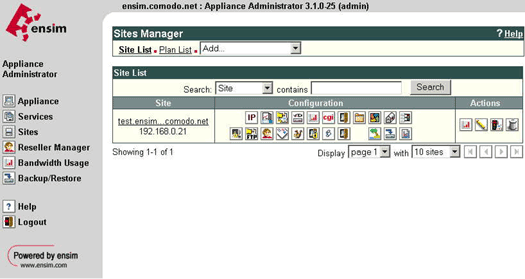 ensim.comodo.net : Appliance Administrator 3.1.0-25 (admin)
ensim
Appliance
Administrator
Appliance
Services
Sites
Reseller Manager
Bandwidth Usage
Backup/Restore
? Help
Logout
Powered by ensim
www.ensim.com
Sites Manager
? Help
Site List Plan List Add...
Site List
Search: Site contains Search
Site Configuration Actions
test.ensim...comodo.net
192.168.0.21
IP cgi
FTP
Showing 1-1 of 1
Display page 1 with 10 sites